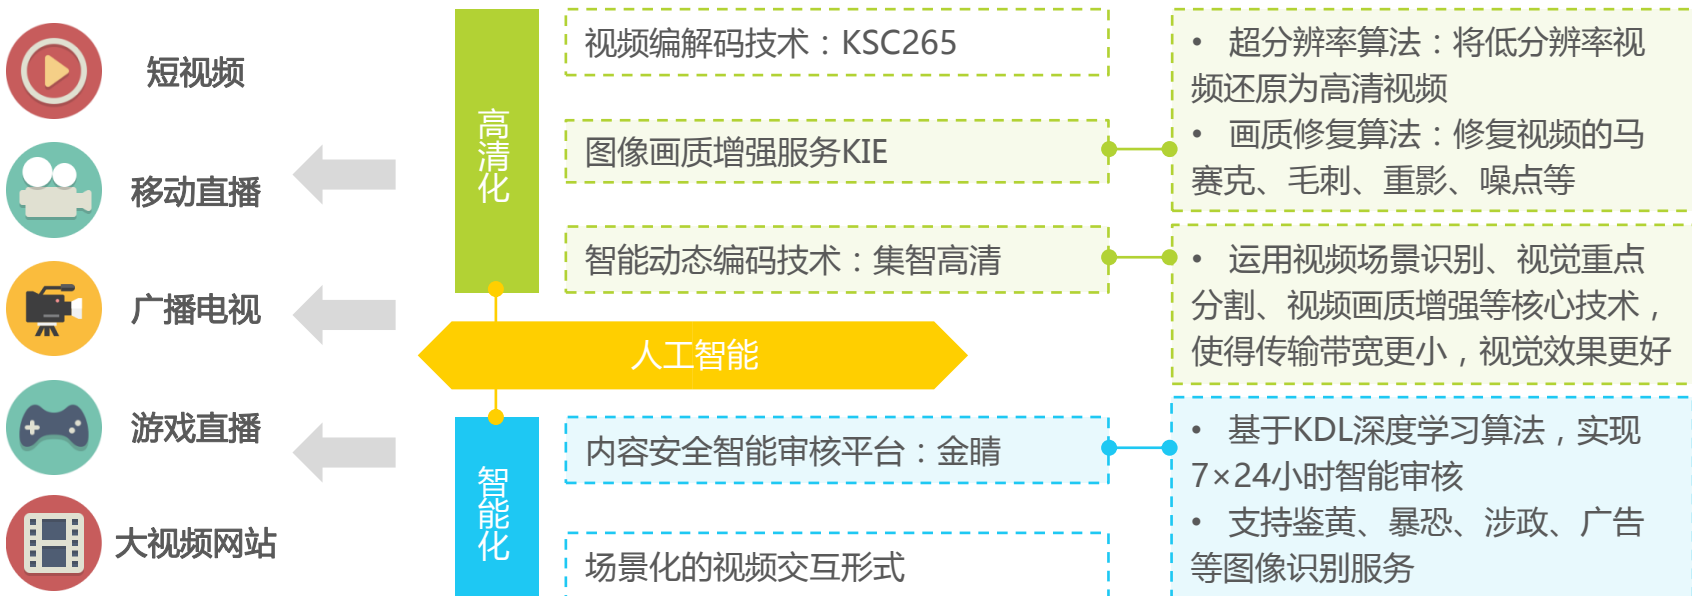 短视频
移动直播
广播电视
游戏直播
大视频网站
高清化
视频编解码技术：KSC265
图像画质增强服务KIE
智能动态编码技术：集智高清
• 超分辨率算法：将低分辨率视
频还原为高清视频
• 画质修复算法：修复视频的马
赛克、毛刺、重影、噪点等
• 运用视频场景识别、视觉重点
分割、视频画质增强等核心技术，
使得传输带宽更小，视觉效果更好
人工智能
智能化
内容安全智能审核平台：金睛
场景化的视频交互形式
• 基于KDL深度学习算法，实现
7×24小时智能审核
• 支持鉴黄、暴恐、涉政、广告
等图像识别服务